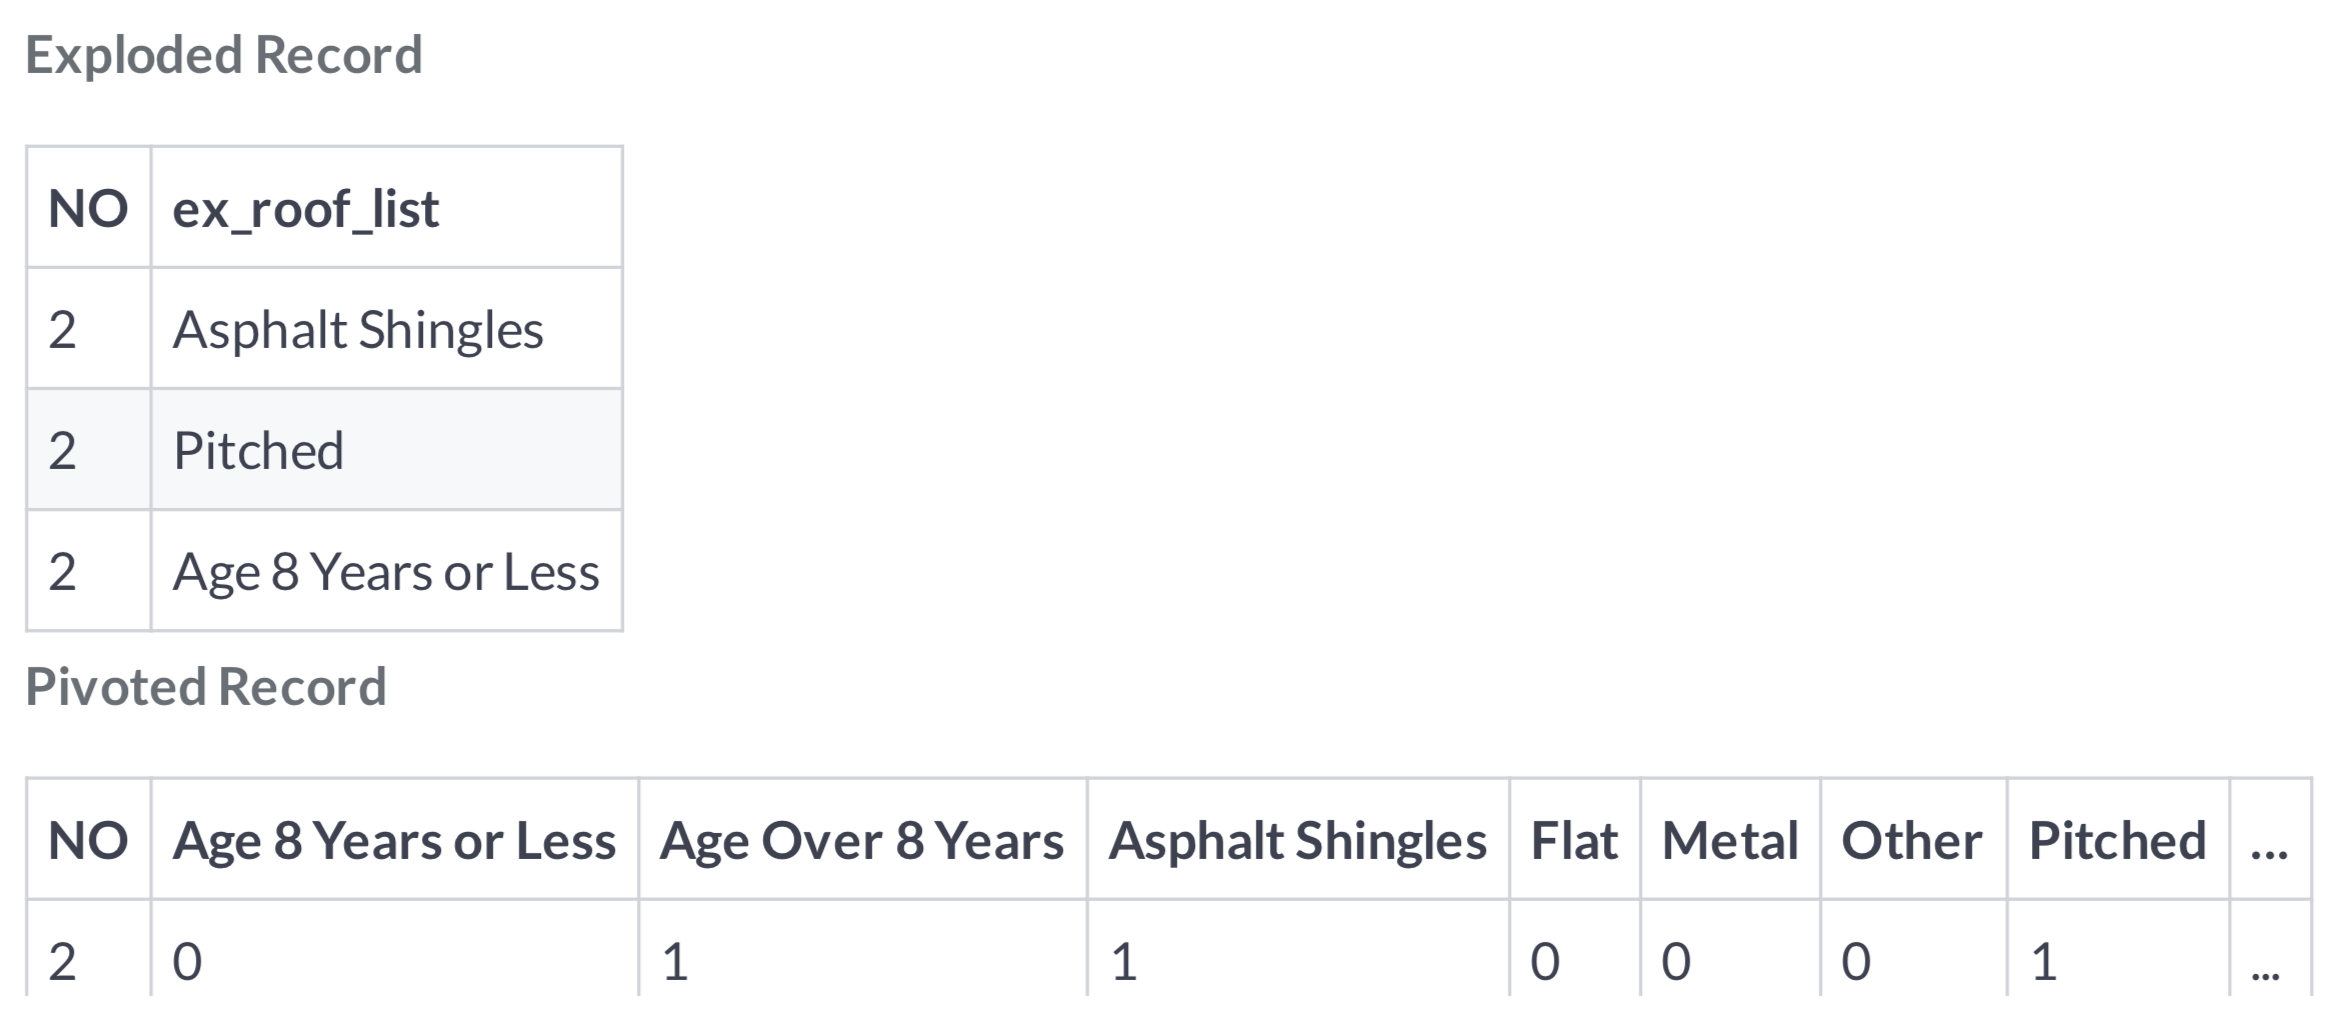 Exploded Record
NO ex_roof_list
2 Asphalt Shingles
2 Pitched
2 Age 8 Years or Less
Pivoted Record
NO Age 8 Years or Less Age Over 8 Years Asphalt Shingles Flat Metal Other Pitched ...
2 0 1 1 0 0 0 1 ...